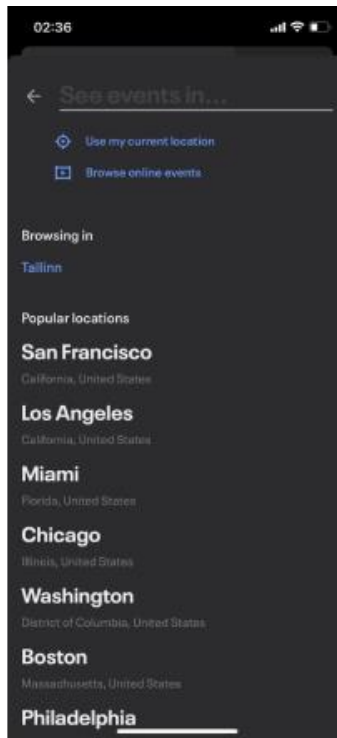 02:36
See events in...
Use my current location
Browse online events
Browsing in
Tallinn
Popular locations
San Francisco
California, United States
Los Angeles
California, United States
Miami
Florida, United States
Chicago
Illinois, United States
Washington
District of Columbia, United States
Boston
Massachusetts, United States
Philadelphia